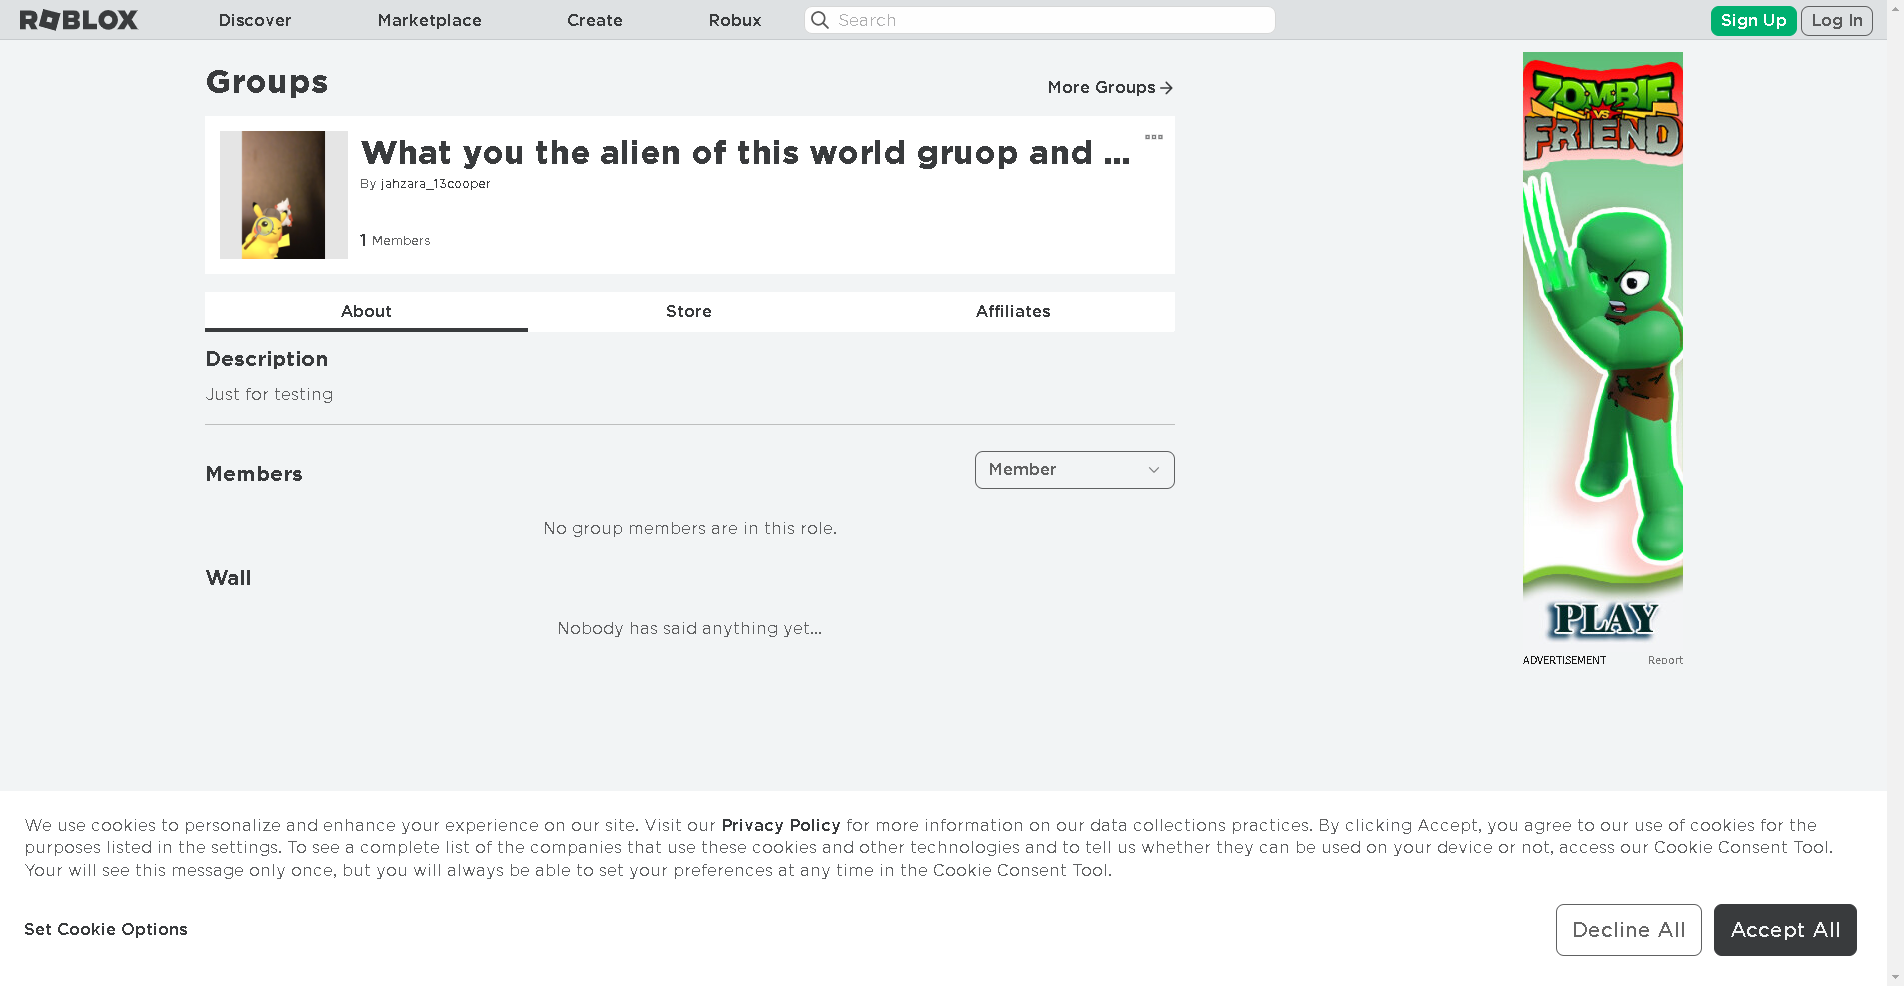 ROBLOX
Discover
Marketplace
Create
Robux
Search
Sign Up
Log In
Groups
More Groups
What you the alien of this world gruop and ...
By jahzara_13cooper
1 Members
About
Store
Affiliates
Description
Just for testing
Members
Member
No group members are in this role.
Wall
Nobody has said anything yet...
ZOMBIE
VS
FRIEND
PLAY
ADVERTISEMENT
Report
We use cookies to personalize and enhance your experience on our site. Visit our Privacy Policy for more information on our data collections practices. By clicking Accept, you agree to our use of cookies for the
purposes listed in the settings. To see a complete list of the companies that use these cookies and other technologies and to tell us whether they can be used on your device or not, access our Cookie Consent Tool.
Your will see this message only once, but you will always be able to set your preferences at any time in the Cookie Consent Tool.
Set Cookie Options
Decline All
Accept All